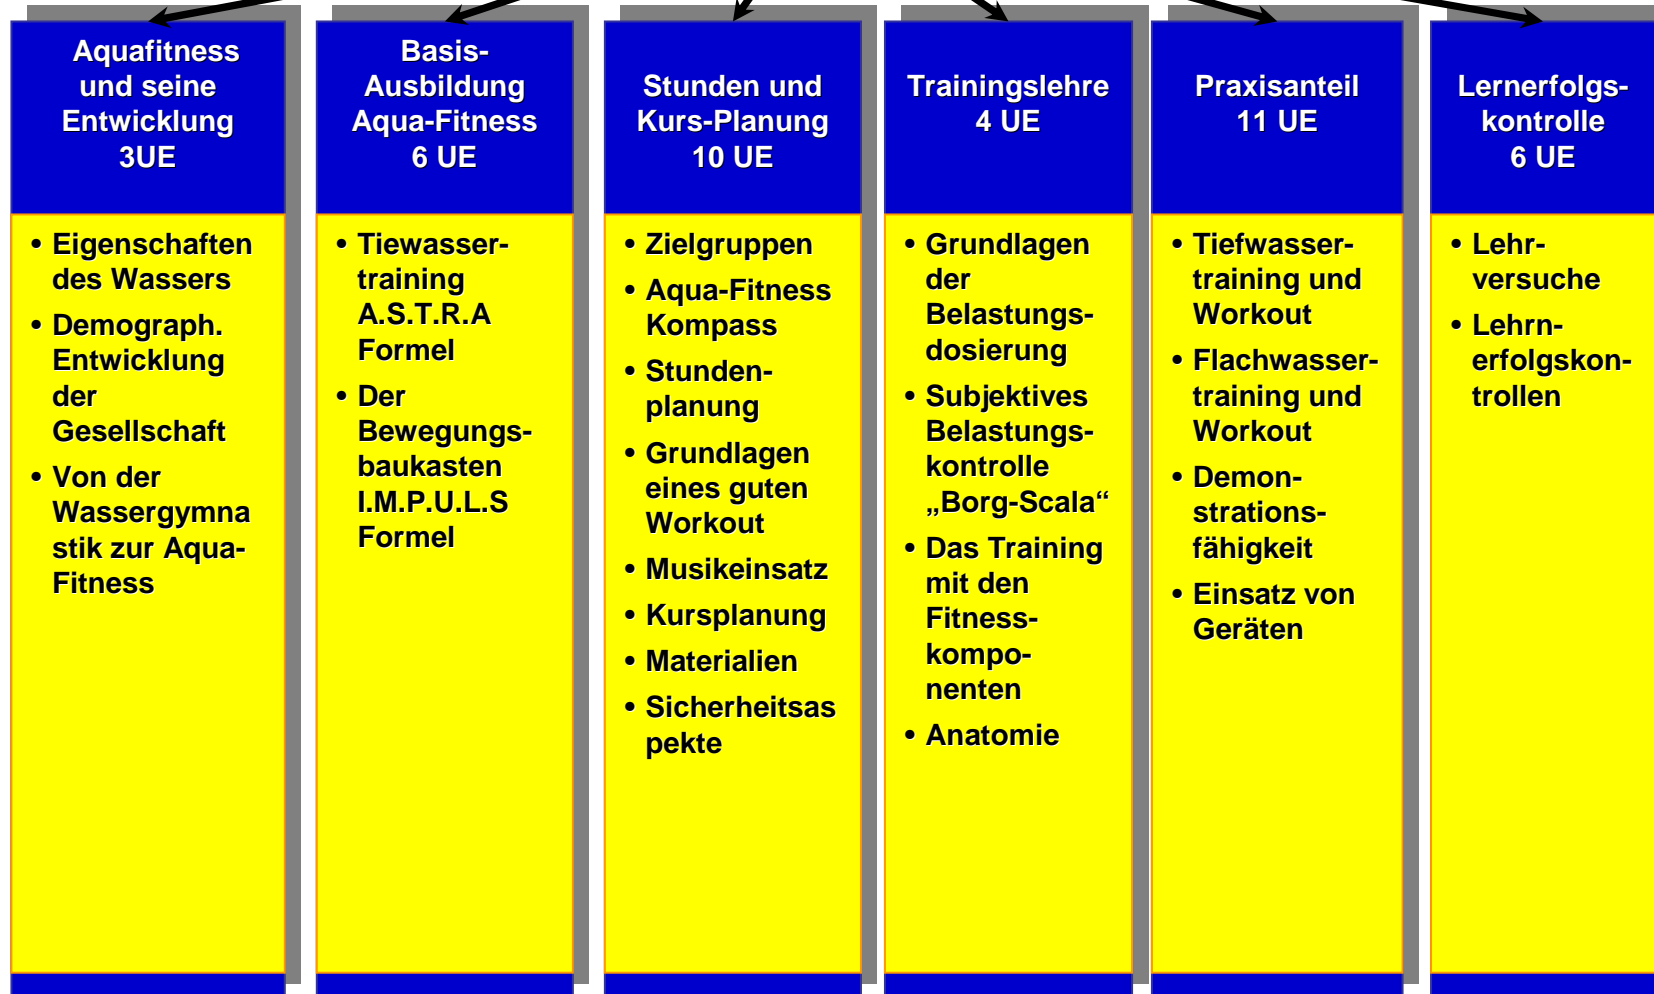 Aquafitness
und seine
Entwicklung
3UE
• Eigenschaften
des Wassers
• Demograph.
Entwicklung
der
Gesellschaft
• Von der
Wassergymna
stik zur Aqua-
Fitness
Basis-
Ausbildung
Aqua-Fitness
6 UE
• Tiewasser-
training
A.S.T.R.A
Formel
• Der
Bewegungs-
baukasten
I.M.P.U.L.S
Formel
Stunden und
Kurs-Planung
10 UE
• Zielgruppen
• Aqua-Fitness
Kompass
• Stunden-
planung
• Grundlagen
eines guten
Workout
• Musikeinsatz
• Kursplanung
• Materialien
• Sicherheitsas
pekte
Trainingslehre
4 UE
• Grundlagen
der
Belastungs-
dosierung
• Subjektives
Belastungs-
kontrolle
„Borg-Scala“
• Das Training
mit den
Fitness-
kompo-
nenten
• Anatomie
Praxisanteil
11 UE
• Tiefwasser-
training und
Workout
• Flachwasser-
training und
Workout
• Demon-
strations-
fähigkeit
• Einsatz von
Geräten
Lernerfolgs-
kontrolle
6 UE
• Lehr-
versuche
• Lehrn-
erfolgskon-
trollen